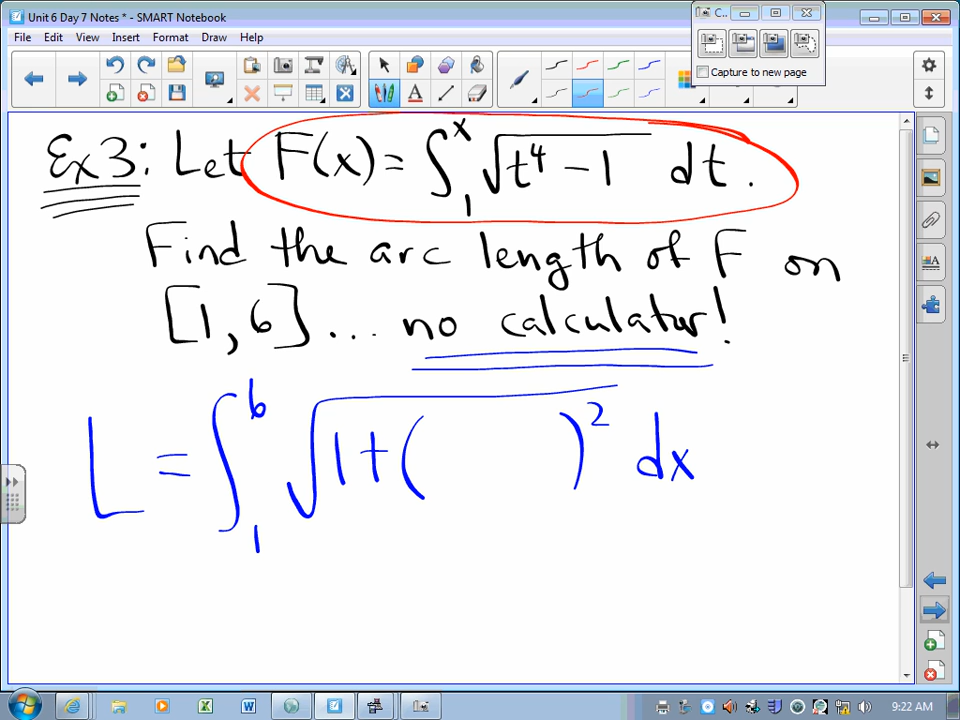 Unit 6 Day 7 Notes * - SMART Notebook
C..
File Edit View Insert Format Draw Help
Capture to new page
Ex 3: Let F(x) = ∫₁ˣ √(t⁴ − 1) dt.
Find the arc length of F on
[1, 6] ... no calculator!
L = ∫₁⁶ √(1 + ( )²) dx
9:22 AM